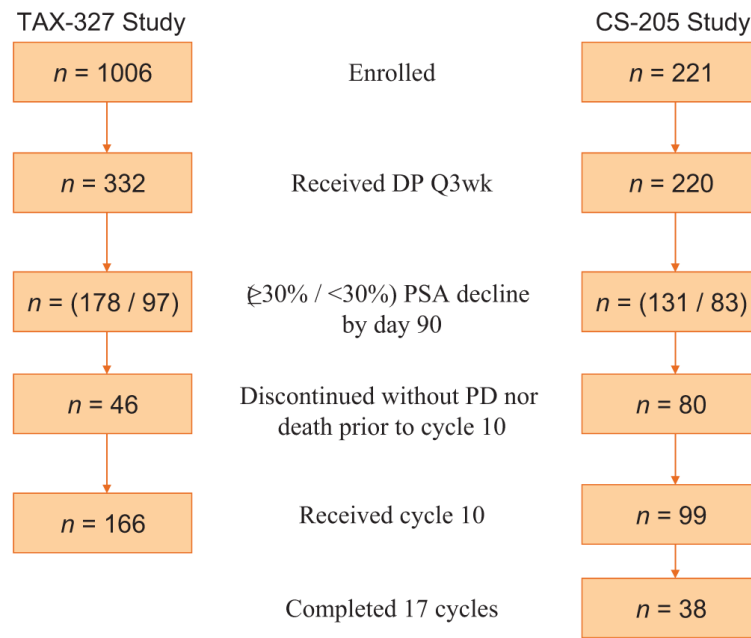 TAX-327 Study CS-205 Study
n = 1006 Enrolled n = 221
n = 332 Received DP Q3wk n = 220
n = (178 / 97) (≥30% / <30%) PSA decline n = (131 / 83)
by day 90
n = 46 Discontinued without PD nor n = 80
death prior to cycle 10
n = 166 Received cycle 10 n = 99
Completed 17 cycles n = 38